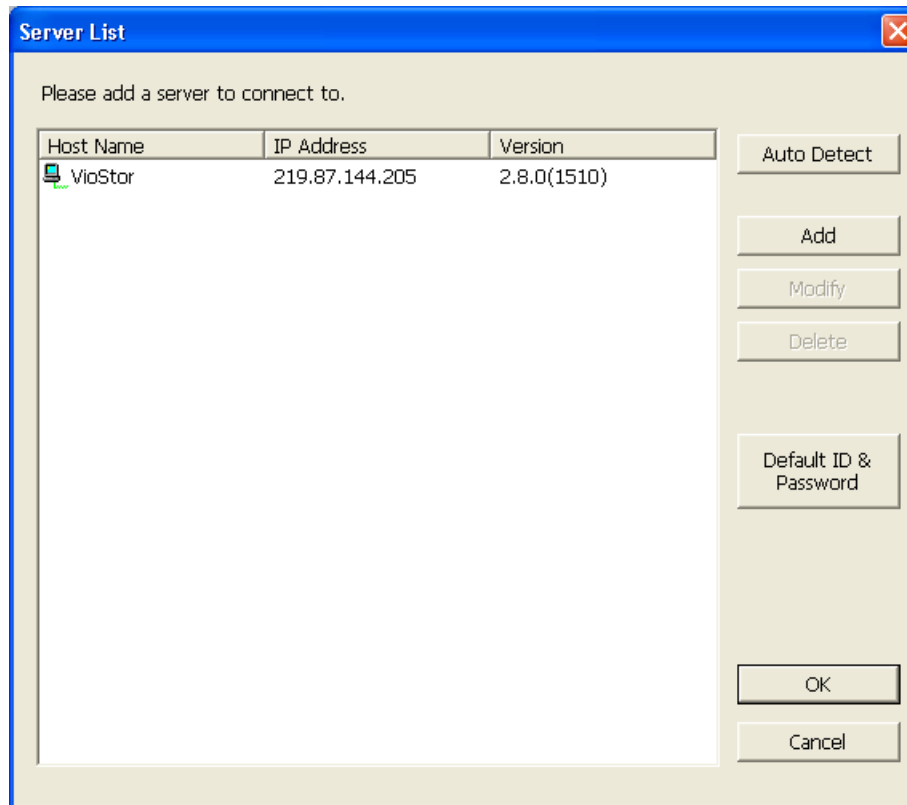 Server List
Please add a server to connect to.
Host Name IP Address Version
VioStor 219.87.144.205 2.8.0(1510)
Auto Detect
Add
Modify
Delete
Default ID &
Password
OK
Cancel